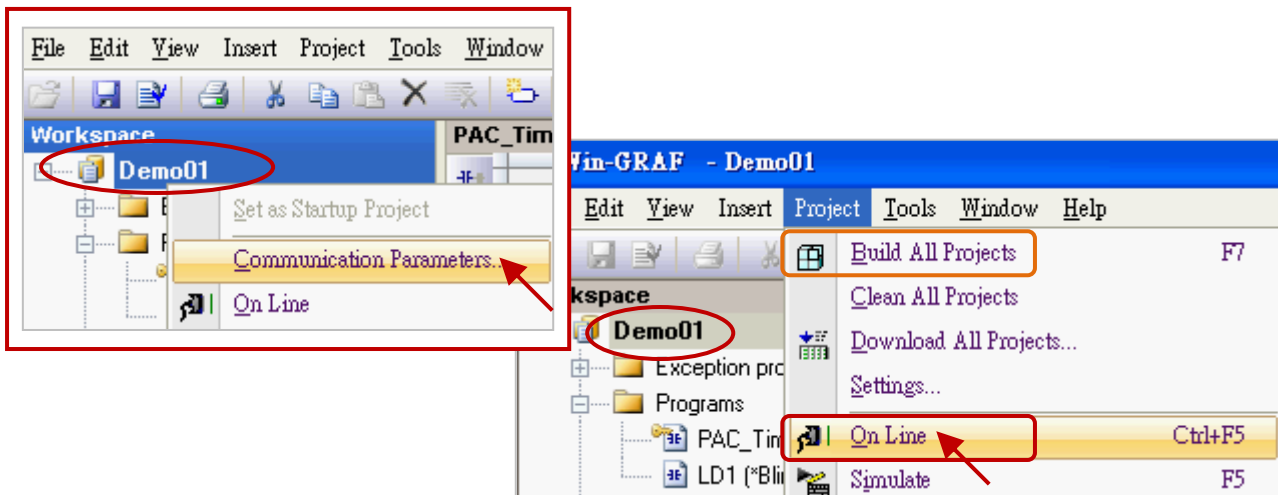 File Edit View Insert Project Tools Window
Workspace
PAC_Tim
Demo01
Set as Startup Project
Communication Parameters...
On Line
Win-GRAF - Demo01
Edit View Insert Project Tools Window Help
Build All Projects F7
Clean All Projects
kspace
Demo01
Download All Projects...
Exception pro
Settings...
Programs
PAC_Tim
On Line Ctrl+F5
LD1 (*Blin
Simulate F5